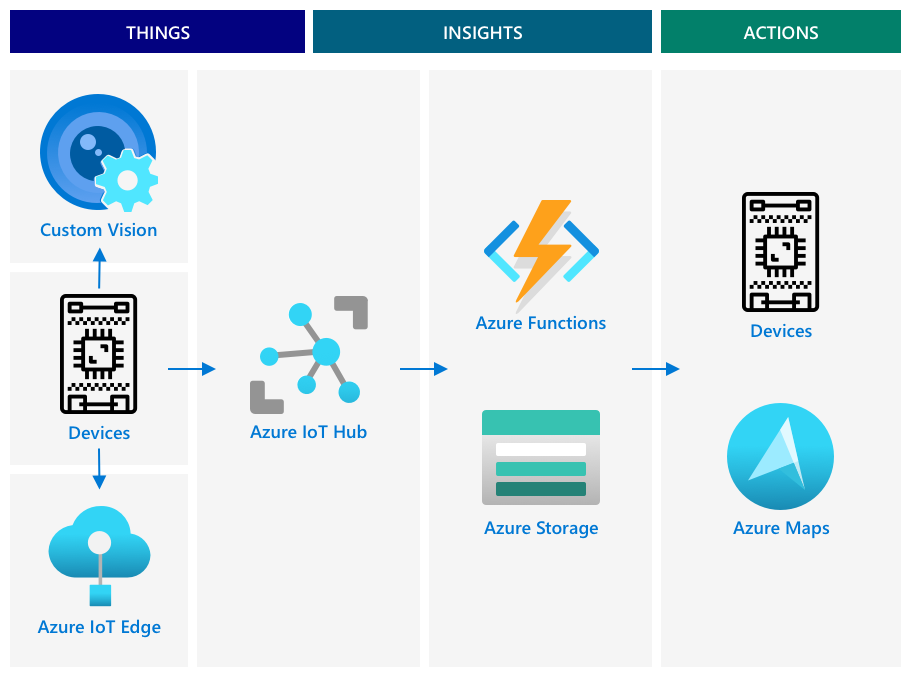 THINGS
INSIGHTS
ACTIONS
Custom Vision
Devices
Azure IoT Edge
Azure IoT Hub
Azure Functions
Azure Storage
Devices
Azure Maps